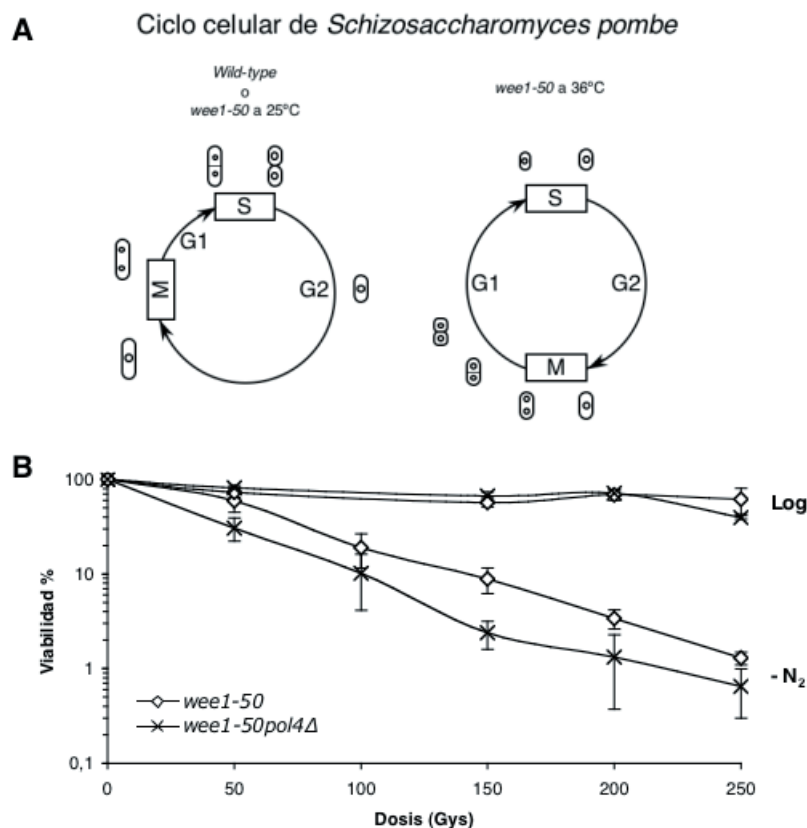 A
Ciclo celular de Schizosaccharomyces pombe
Wild-type
o
wee1-50 a 25ºC
wee1-50 a 36ºC
S
G1
M
G2
S
G1
G2
M
B
100
10
1
0,1
Viabilidad %
Log
- N2
wee1-50
wee1-50pol4Δ
0 50 100 150 200 250
Dosis (Gys)